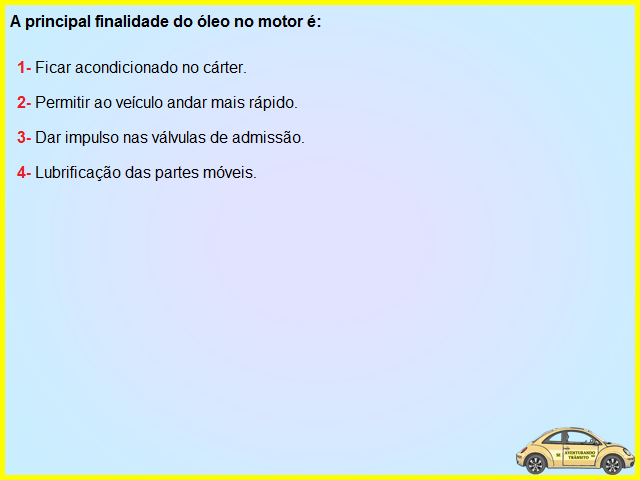 A principal finalidade do óleo no motor é:
1- Ficar acondicionado no cárter.
2- Permitir ao veículo andar mais rápido.
3- Dar impulso nas válvulas de admissão.
4- Lubrificação das partes móveis.
AVENTURANDO
TRÂNSITO